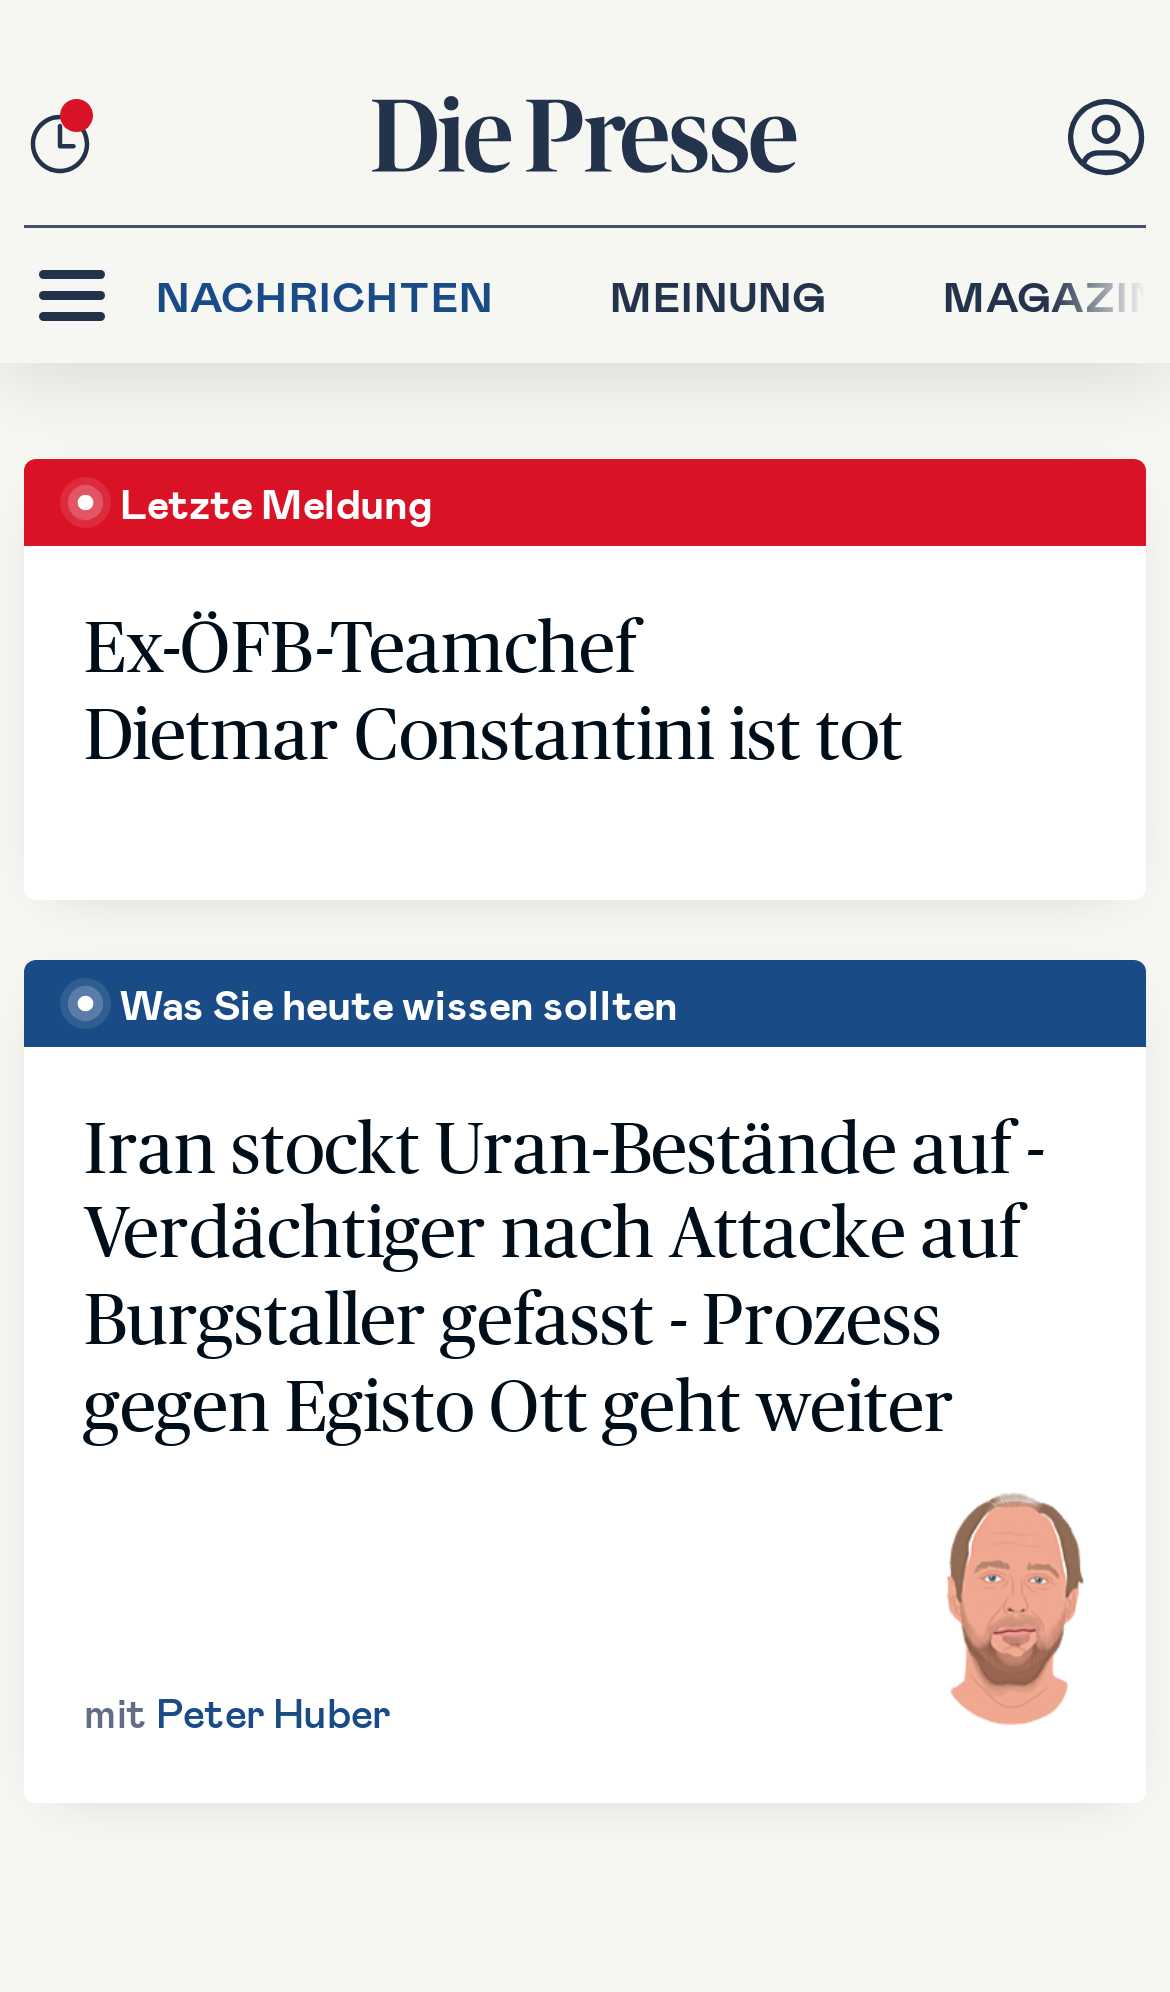 Die Presse
NACHRICHTEN MEINUNG MAGAZIN
Letzte Meldung
Ex-ÖFB-Teamchef
Dietmar Constantini ist tot
Was Sie heute wissen sollten
Iran stockt Uran-Bestände auf -
Verdächtiger nach Attacke auf
Burgstaller gefasst - Prozess
gegen Egisto Ott geht weiter
mit Peter Huber